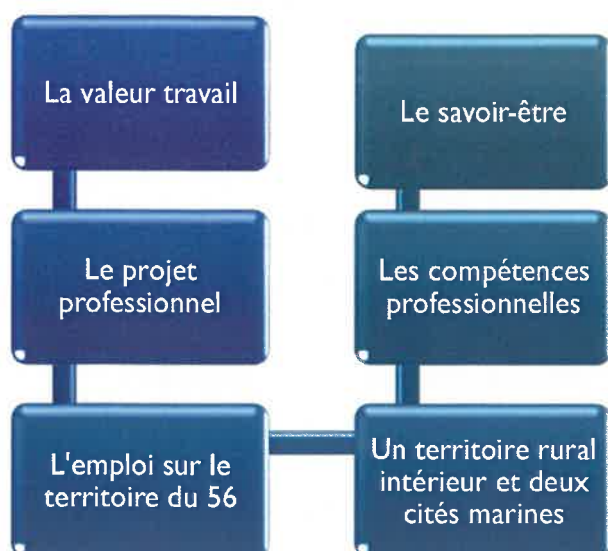 La valeur travail
Le projet
professionnel
L'emploi sur le
territoire du 56
Un territoire rural
intérieur et deux
cités marines
Les compétences
professionnelles
Le savoir-être